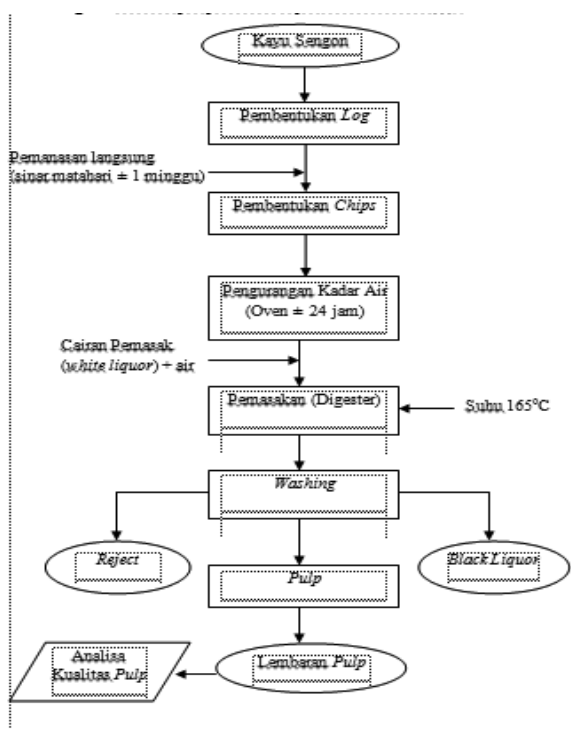 Kayu Sengon
Pembentukan Log
Pemanasan langsung
(sinar matahari ± 1 minggu)
Pembentukan Chips
Pengurangan Kadar Air
(Oven ± 24 jam)
Cairan Pemasak
(white liquor) + air
Pemasakan (Digester)
Suhu 165°C
Washing
Reject
Black Liquor
Pulp
Analisa
Kualitas Pulp
Lembaran Pulp